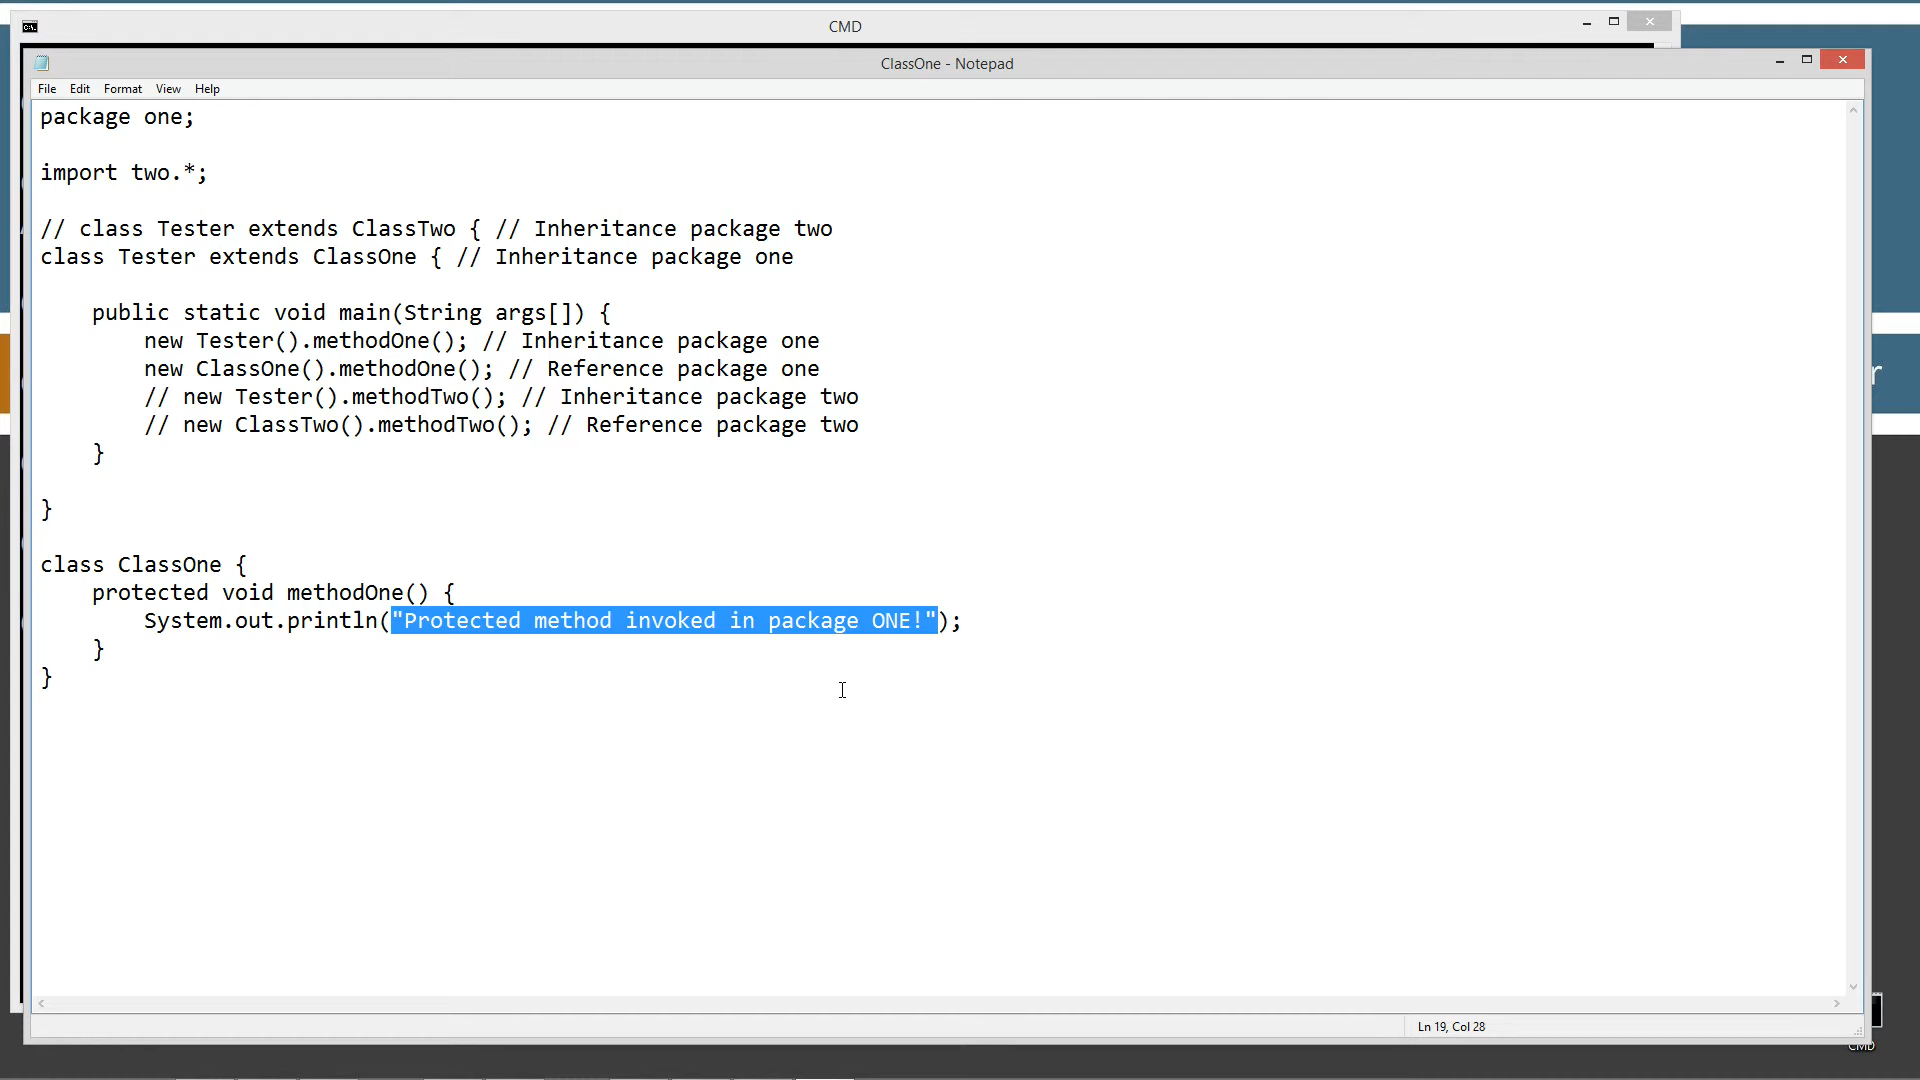 CMD
ClassOne - Notepad
File Edit Format View Help
package one;
import two.*;
// class Tester extends ClassTwo { // Inheritance package two
class Tester extends ClassOne { // Inheritance package one
public static void main(String args[]) {
new Tester().methodOne(); // Inheritance package one
new ClassOne().methodOne(); // Reference package one
// new Tester().methodTwo(); // Inheritance package two
// new ClassTwo().methodTwo(); // Reference package two
}
}
class ClassOne {
protected void methodOne() {
System.out.println("Protected method invoked in package ONE!");
}
}
Ln 19, Col 28
CMD